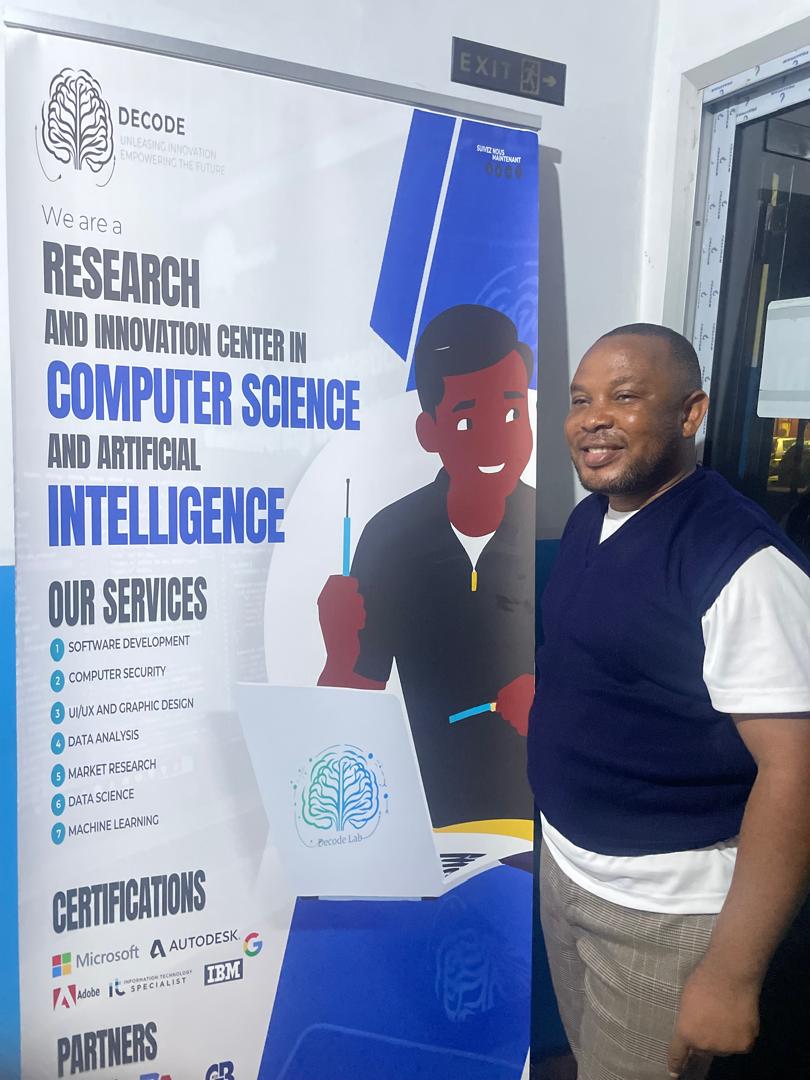 EXIT
DECODE
UNLEASING INNOVATION
EMPOWERING THE FUTURE
SUIVEZ NOUS
MAINTENANT
We are a
RESEARCH
AND INNOVATION CENTER IN
COMPUTER SCIENCE
AND ARTIFICIAL
INTELLIGENCE
OUR SERVICES
1 SOFTWARE DEVELOPMENT
2 COMPUTER SECURITY
3 UI/UX AND GRAPHIC DESIGN
4 DATA ANALYSIS
5 MARKET RESEARCH
6 DATA SCIENCE
7 MACHINE LEARNING
Decode Lab
CERTIFICATIONS
Microsoft AUTODESK. G
Adobe it INFORMATION TECHNOLOGY SPECIALIST IBM
PARTNERS